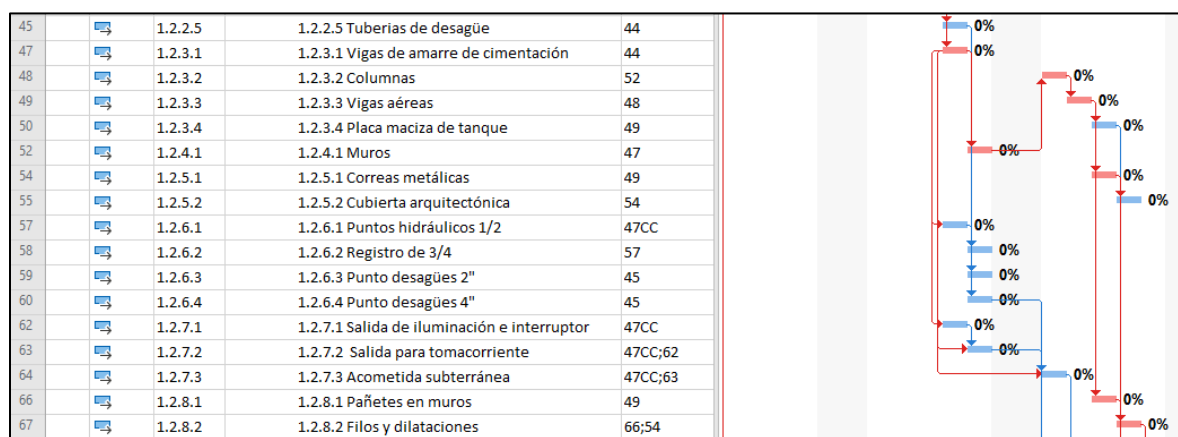 45 1.2.2.5 1.2.2.5 Tuberias de desagüe 44 0%
47 1.2.3.1 1.2.3.1 Vigas de amarre de cimentación 44 0%
48 1.2.3.2 1.2.3.2 Columnas 52 0%
49 1.2.3.3 1.2.3.3 Vigas aéreas 48 0%
50 1.2.3.4 1.2.3.4 Placa maciza de tanque 49 0%
52 1.2.4.1 1.2.4.1 Muros 47 0%
54 1.2.5.1 1.2.5.1 Correas metálicas 49 0%
55 1.2.5.2 1.2.5.2 Cubierta arquitectónica 54 0%
57 1.2.6.1 1.2.6.1 Puntos hidráulicos 1/2 47CC 0%
58 1.2.6.2 1.2.6.2 Registro de 3/4 57 0%
59 1.2.6.3 1.2.6.3 Punto desagües 2" 45 0%
60 1.2.6.4 1.2.6.4 Punto desagües 4" 45 0%
62 1.2.7.1 1.2.7.1 Salida de iluminación e interruptor 47CC 0%
63 1.2.7.2 1.2.7.2 Salida para tomacorriente 47CC;62 0%
64 1.2.7.3 1.2.7.3 Acometida subterránea 47CC;63 0%
66 1.2.8.1 1.2.8.1 Pañetes en muros 49 0%
67 1.2.8.2 1.2.8.2 Filos y dilataciones 66;54 0%